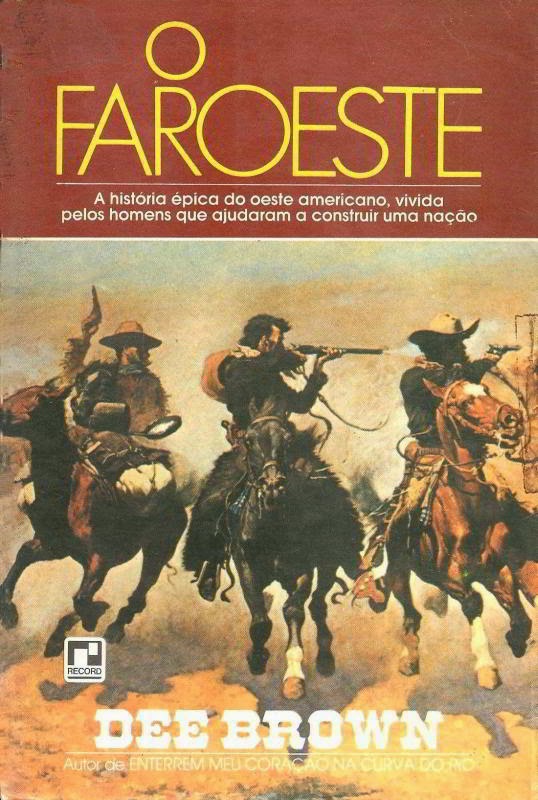 O
FAROESTE
A história épica do oeste americano, vivida
pelos homens que ajudaram a construir uma nação
RECORD
DEE BROWN
Autor de ENTERREM MEU CORAÇÃO NA CURVA DO RIO